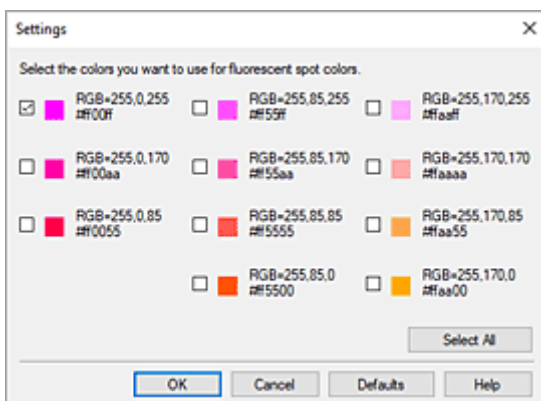 Settings
Select the colors you want to use for fluorescent spot colors.
RGB=255,0,255
#ff00ff
RGB=255,85,255
#ff55ff
RGB=255,170,255
#ffaaff
RGB=255,0,170
#ff00aa
RGB=255,85,170
#ff55aa
RGB=255,170,170
#ffaaaa
RGB=255,0,85
#ff0055
RGB=255,85,85
#ff5555
RGB=255,170,85
#ffaa55
RGB=255,85,0
#ff5500
RGB=255,170,0
#ffaa00
Select All
OK
Cancel
Defaults
Help